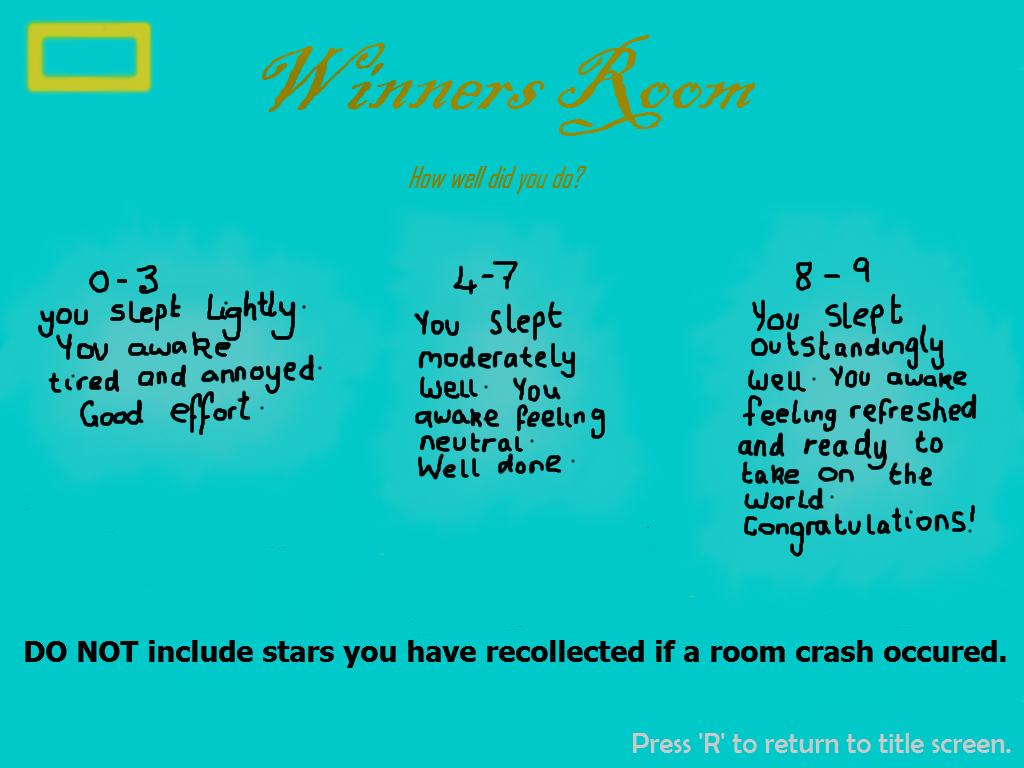 Winners Room
How well did you do?
0-3
you slept Lightly.
You awake
tired and annoyed.
Good effort.
4-7
You slept
moderately
well. You
awake feeling
neutral.
Well done.
8-9
You slept
outstandingly
well. You awake
feeling refreshed
and ready to
take on the
world.
Congratulations!
DO NOT include stars you have recollected if a room crash occured.
Press 'R' to return to title screen.